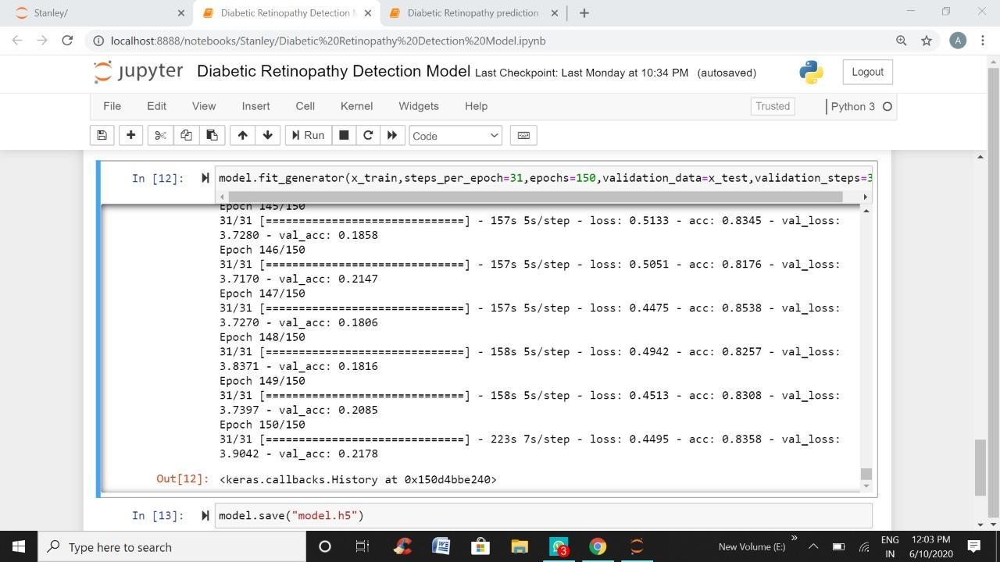 Stanley/
Diabetic Retinopathy Detection M
Diabetic Retinopathy prediction
localhost:8888/notebooks/Stanley/Diabetic%20Retinopathy%20Detection%20Model.ipynb
A
jupyter Diabetic Retinopathy Detection Model Last Checkpoint: Last Monday at 10:34 PM (autosaved)
Logout
File Edit View Insert Cell Kernel Widgets Help
Trusted
Python 3
Run
Code
In [12]: model.fit_generator(x_train,steps_per_epoch=31,epochs=150,validation_data=x_test,validation_steps=3
Epoch 145/150
31/31 [==============================] - 157s 5s/step - loss: 0.5133 - acc: 0.8345 - val_loss:
3.7280 - val_acc: 0.1858
Epoch 146/150
31/31 [==============================] - 157s 5s/step - loss: 0.5051 - acc: 0.8176 - val_loss:
3.7170 - val_acc: 0.2147
Epoch 147/150
31/31 [==============================] - 157s 5s/step - loss: 0.4475 - acc: 0.8538 - val_loss:
3.7270 - val_acc: 0.1806
Epoch 148/150
31/31 [==============================] - 158s 5s/step - loss: 0.4942 - acc: 0.8257 - val_loss:
3.8371 - val_acc: 0.1816
Epoch 149/150
31/31 [==============================] - 158s 5s/step - loss: 0.4513 - acc: 0.8308 - val_loss:
3.7397 - val_acc: 0.2085
Epoch 150/150
31/31 [==============================] - 223s 7s/step - loss: 0.4495 - acc: 0.8358 - val_loss:
3.9042 - val_acc: 0.2178
Out[12]: <keras.callbacks.History at 0x150d4bbe240>
In [13]: model.save("model.h5")
Type here to search
3
New Volume (E:)
ENG
IN
12:03 PM
6/10/2020